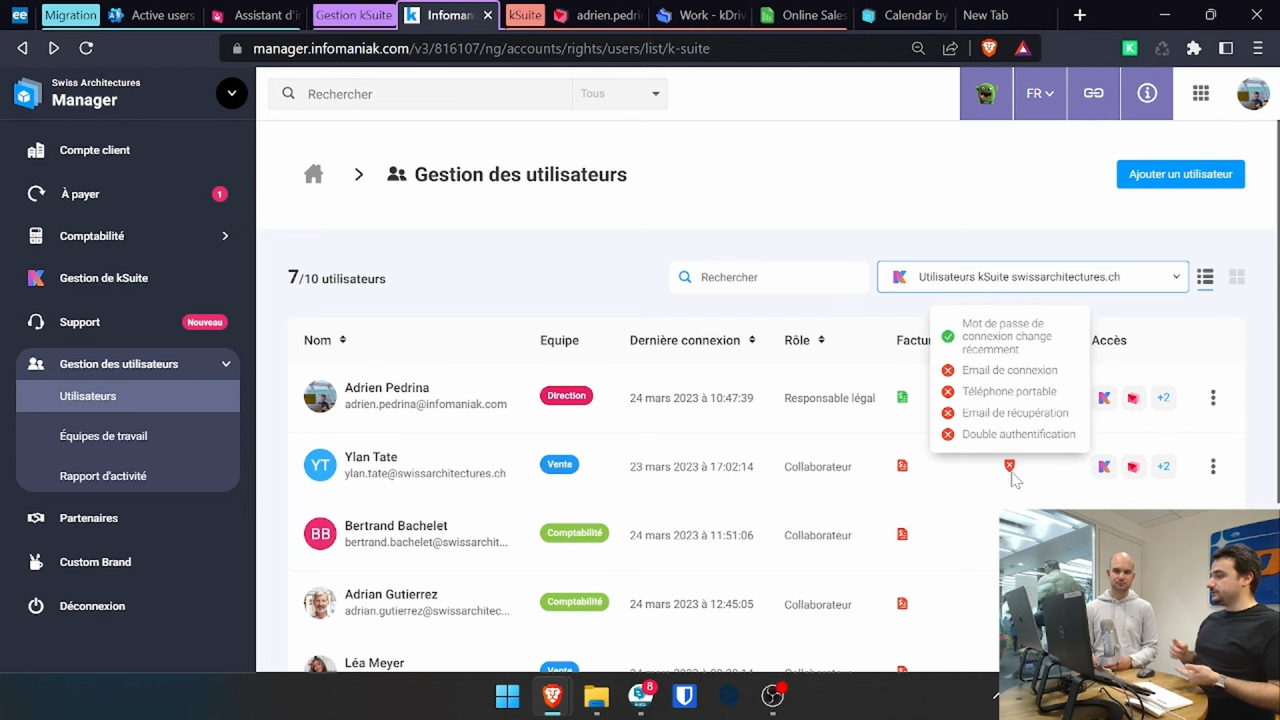 ee
Migration
Active users
Assistant d'i
Gestion kSuite
Infomani
kSuite
adrien.pedri
Work - kDriv
Online Sales
Calendar by
New Tab
manager.infomaniak.com/v3/816107/ng/accounts/rights/users/list/k-suite
Swiss Architectures
Manager
Rechercher
Tous
FR
Compte client
À payer
1
Comptabilité
Gestion de kSuite
Support
Nouveau
Gestion des utilisateurs
Utilisateurs
Équipes de travail
Rapport d'activité
Partenaires
Custom Brand
Déconnexion
Gestion des utilisateurs
Ajouter un utilisateur
7/10 utilisateurs
Rechercher
Utilisateurs kSuite swissarchitectures.ch
Nom
Equipe
Dernière connexion
Rôle
Factur
Accès
Mot de passe de
connexion change
récemment
Email de connexion
Téléphone portable
Email de récupération
Double authentification
Adrien Pedrina
adrien.pedrina@infomaniak.com
Direction
24 mars 2023 à 10:47:39
Responsable légal
+2
YT
Ylan Tate
ylan.tate@swissarchitectures.ch
Vente
23 mars 2023 à 17:02:14
Collaborateur
+2
BB
Bertrand Bachelet
bertrand.bachelet@swissarchit...
Comptabilité
24 mars 2023 à 11:51:06
Collaborateur
Adrian Gutierrez
adrian.gutierrez@swissarchitec...
Comptabilité
24 mars 2023 à 12:45:05
Collaborateur
Léa Meyer
Vente
8